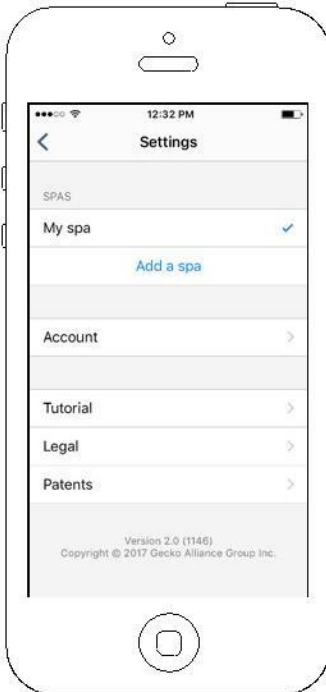 12:32 PM
Settings
SPAS
My spa
Add a spa
Account
Tutorial
Legal
Patents
Version 2.0 (1146)
Copyright © 2017 Gecko Alliance Group Inc.